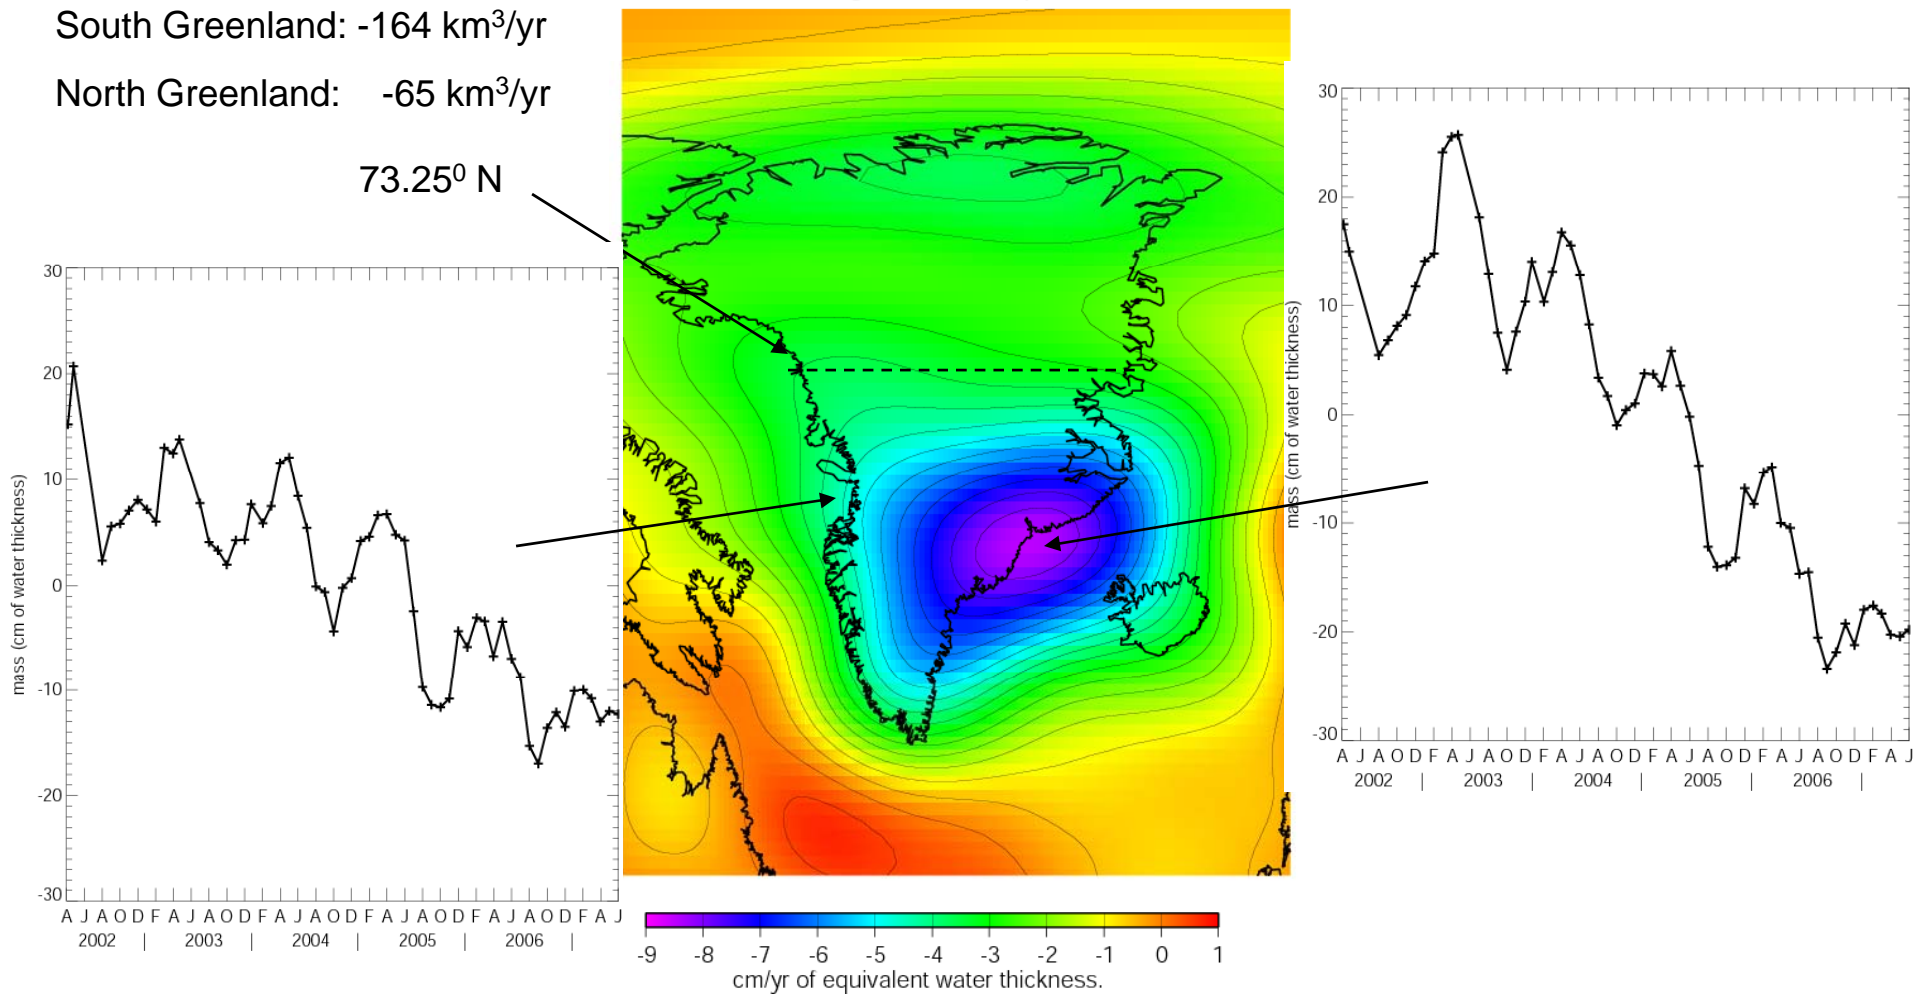 South Greenland: -164 km³/yr
North Greenland: -65 km³/yr
73.25⁰ N
30
20
10
0
-10
-20
-30
mass (cm of water thickness)
A J A O D F A J A O D F A J A O D F A J A O D F A J A O D F A J
2002 | 2003 | 2004 | 2005 | 2006 |
-9 -8 -7 -6 -5 -4 -3 -2 -1 0 1
cm/yr of equivalent water thickness.
30
20
10
0
-10
-20
-30
mass (cm of water thickness)
A J A O D F A J A O D F A J A O D F A J A O D F A J A O D F A J
2002 | 2003 | 2004 | 2005 | 2006 |